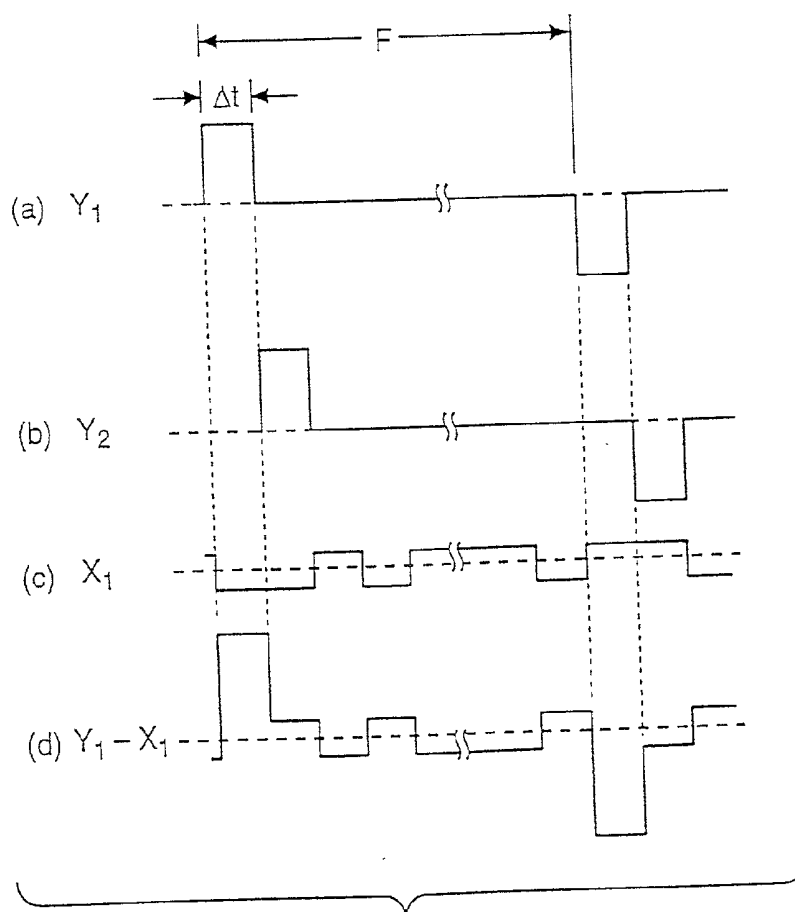 F
Δt
(a) Y₁
(b) Y₂
(c) X₁
(d) Y₁ – X₁